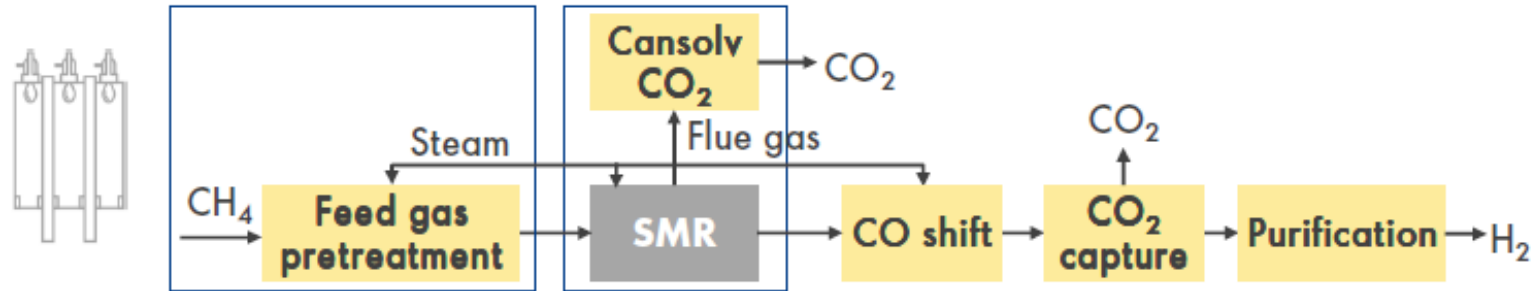 Cansolv
CO₂
CO₂
Steam
Flue gas
CO₂
CH₄
Feed gas
pretreatment
SMR
CO shift
CO₂
capture
Purification
H₂